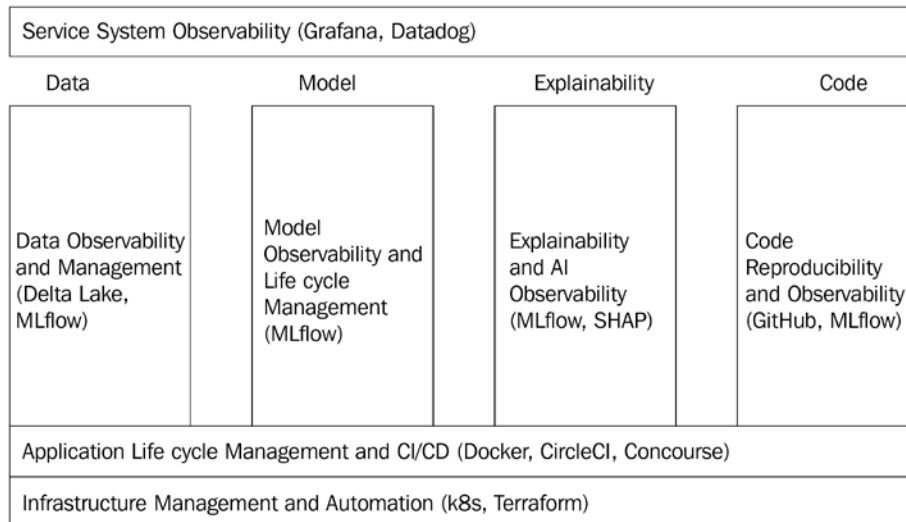 Service System Observability (Grafana, Datadog)
Data
Model
Explainability
Code
Data Observability
and Management
(Delta Lake,
MLflow)
Model
Observability and
Life cycle
Management
(MLflow)
Explainability
and AI
Observability
(MLflow, SHAP)
Code
Reproducibility
and Observability
(GitHub, MLflow)
Application Life cycle Management and CI/CD (Docker, CircleCI, Concourse)
Infrastructure Management and Automation (k8s, Terraform)